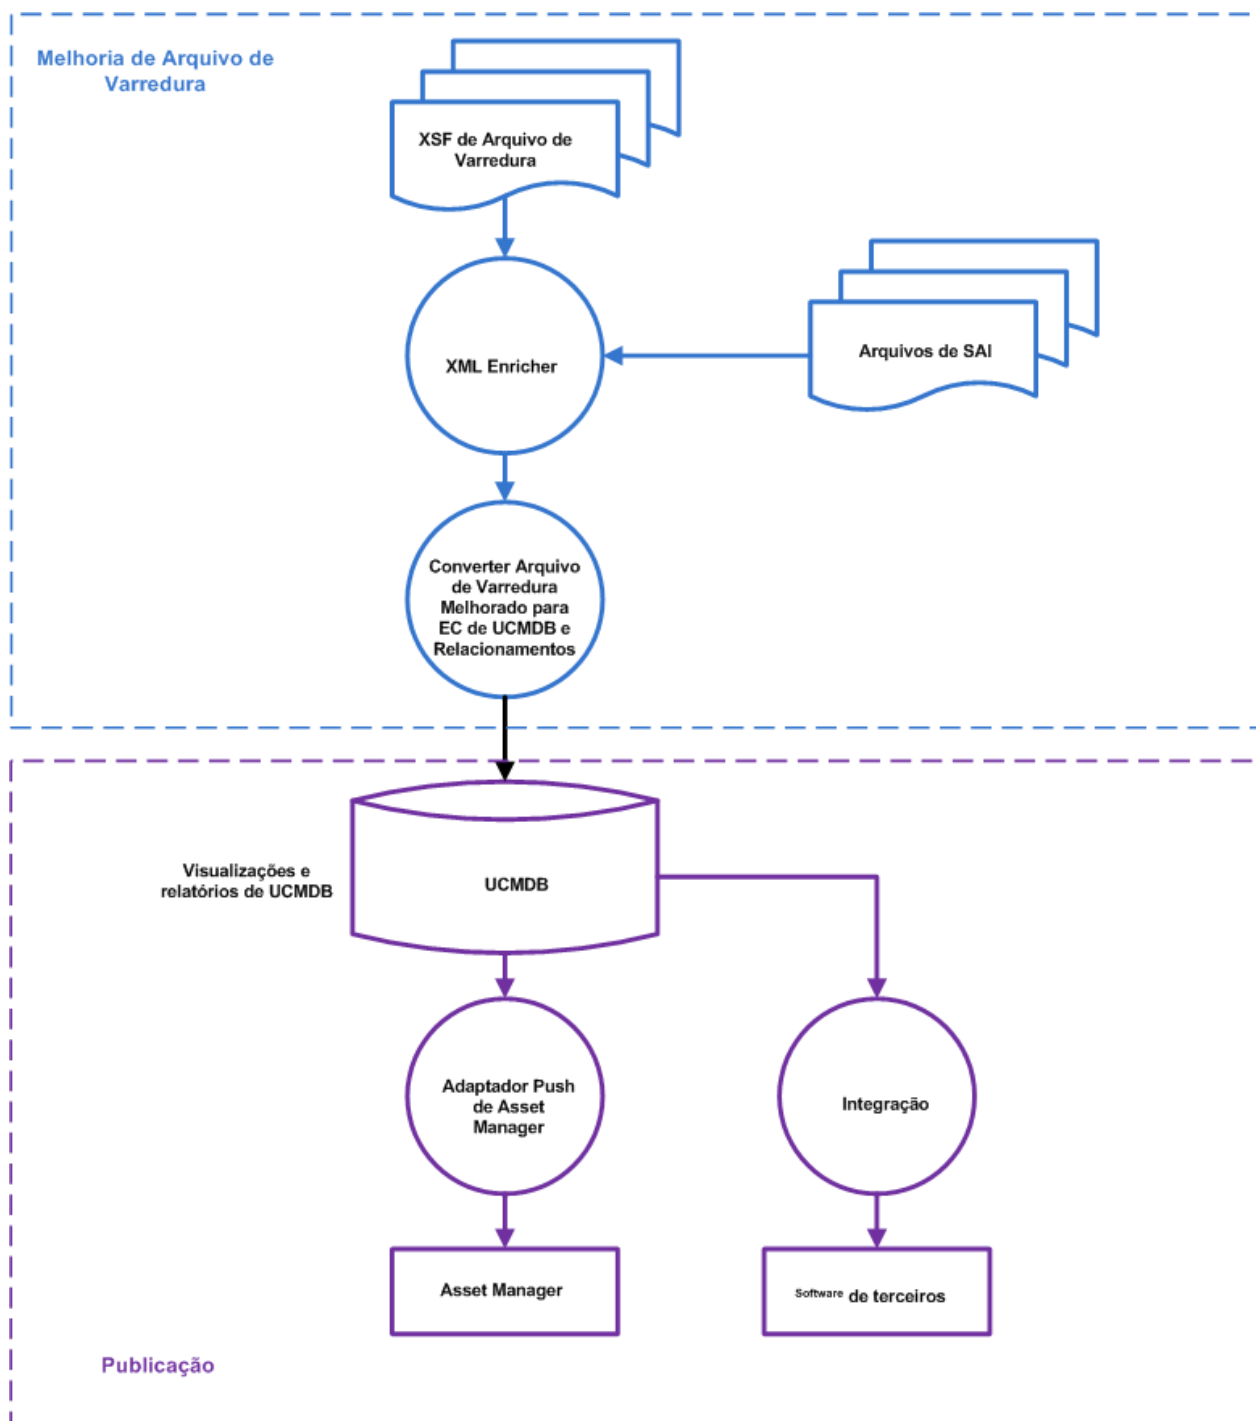 Melhoria de Arquivo de
Varredura
XSF de Arquivo de
Varredura
Arquivos de SAI
XML Enricher
Converter Arquivo
de Varredura
Melhorado para
EC de UCMDB e
Relacionamentos
Visualizações e
relatórios de UCMDB
UCMDB
Adaptador Push
de Asset
Manager
Integração
Asset Manager
Software de terceiros
Publicação